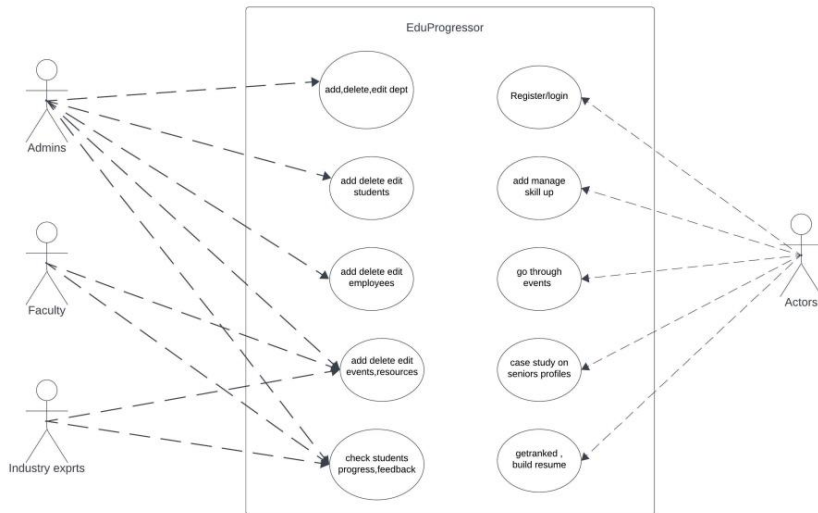 EduProgressor
Admins
add,delete,edit dept
Register/login
add delete edit
students
add manage
skill up
Faculty
add delete edit
employees
go through
events
Actors
add delete edit
events,resources
case study on
seniors profiles
Industry exprts
check students
progress,feedback
getranked ,
build resume